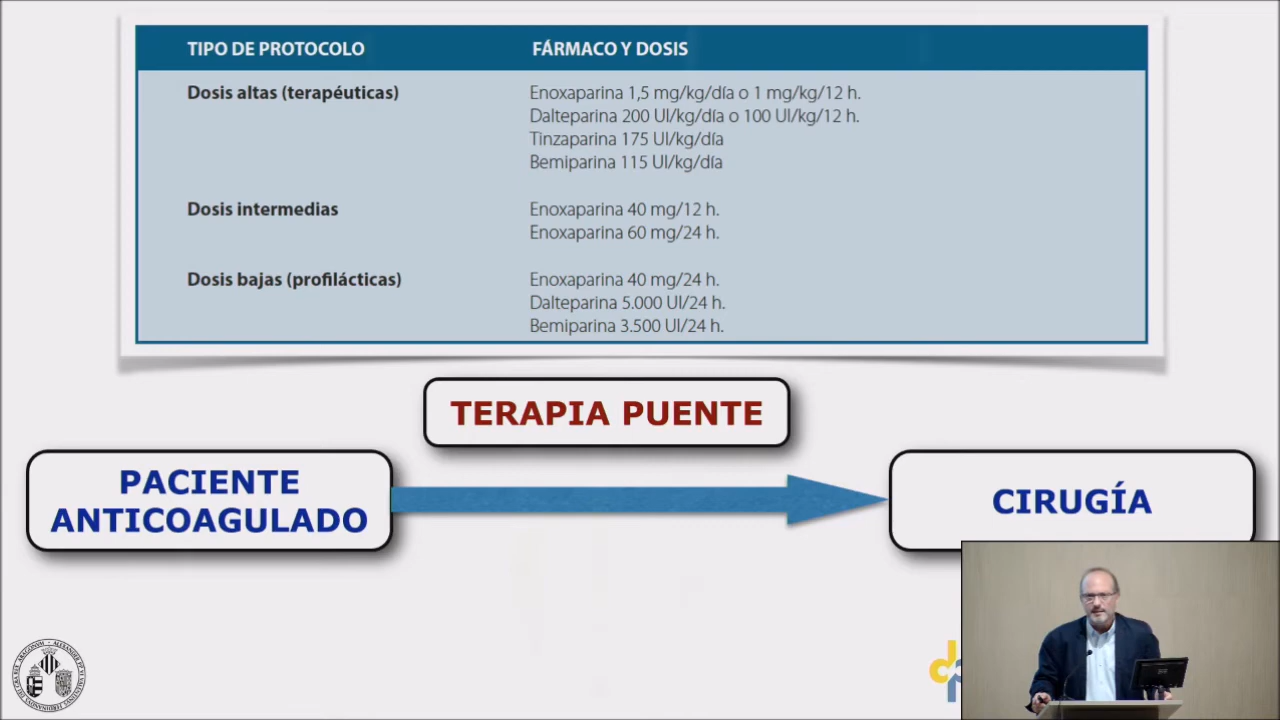 TIPO DE PROTOCOLO FÁRMACO Y DOSIS
Dosis altas (terapéuticas) Enoxaparina 1,5 mg/kg/día o 1 mg/kg/12 h.
Dalteparina 200 UI/kg/día o 100 UI/kg/12 h.
Tinzaparina 175 UI/kg/día
Bemiparina 115 UI/kg/día
Dosis intermedias Enoxaparina 40 mg/12 h.
Enoxaparina 60 mg/24 h.
Dosis bajas (profilácticas) Enoxaparina 40 mg/24 h.
Dalteparina 5.000 UI/24 h.
Bemiparina 3.500 UI/24 h.
TERAPIA PUENTE
PACIENTE
ANTICOAGULADO
CIRUGÍA